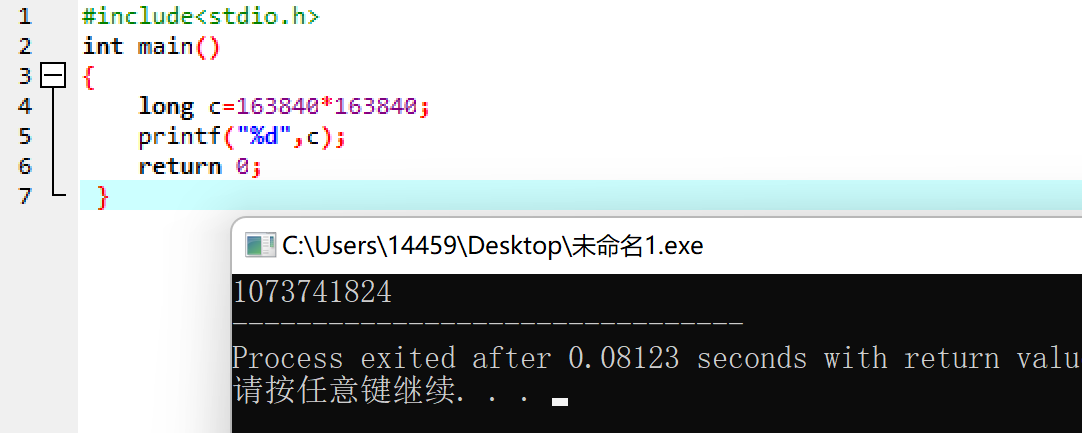 1 #include<stdio.h>
2 int main()
3 {
4 long c=163840*163840;
5 printf("%d",c);
6 return 0;
7 }
C:\Users\14459\Desktop\未命名1.exe
1073741824
--------------------------------
Process exited after 0.08123 seconds with return valu
请按任意键继续. . .